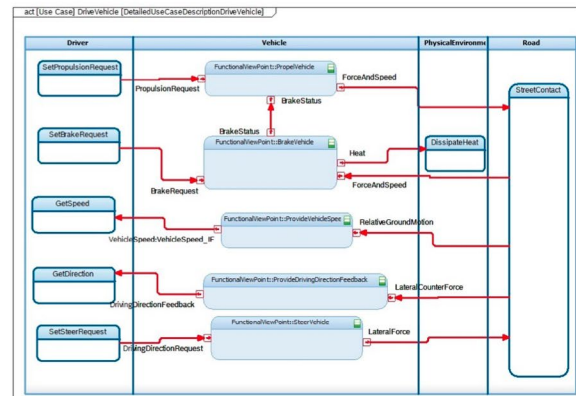 act [Use Case] DriveVehicle [DetailedUseCaseDescriptionDriveVehicle]
Driver
Vehicle
PhysicalEnvironme
Road
SetPropulsionRequest
FunctionalViewPoint::PropelVehicle
ForceAndSpeed
PropulsionRequest
StreetContact
BrakeStatus
BrakeStatus
SetBrakeRequest
FunctionalViewPoint::BrakeVehicle
Heat
DissipateHeat
BrakeRequest
ForceAndSpeed
GetSpeed
FunctionalViewPoint::ProvideVehicleSpee
RelativeGroundMotion
VehicleSpeed:VehicleSpeed_IF
GetDirection
FunctionalViewPoint::ProvideDrivingDirectionFeedback
LateralCounterForce
DrivingDirectionFeedback
SetSteerRequest
FunctionalViewPoint::SteerVehicle
LateralForce
DrivingDirectionRequest